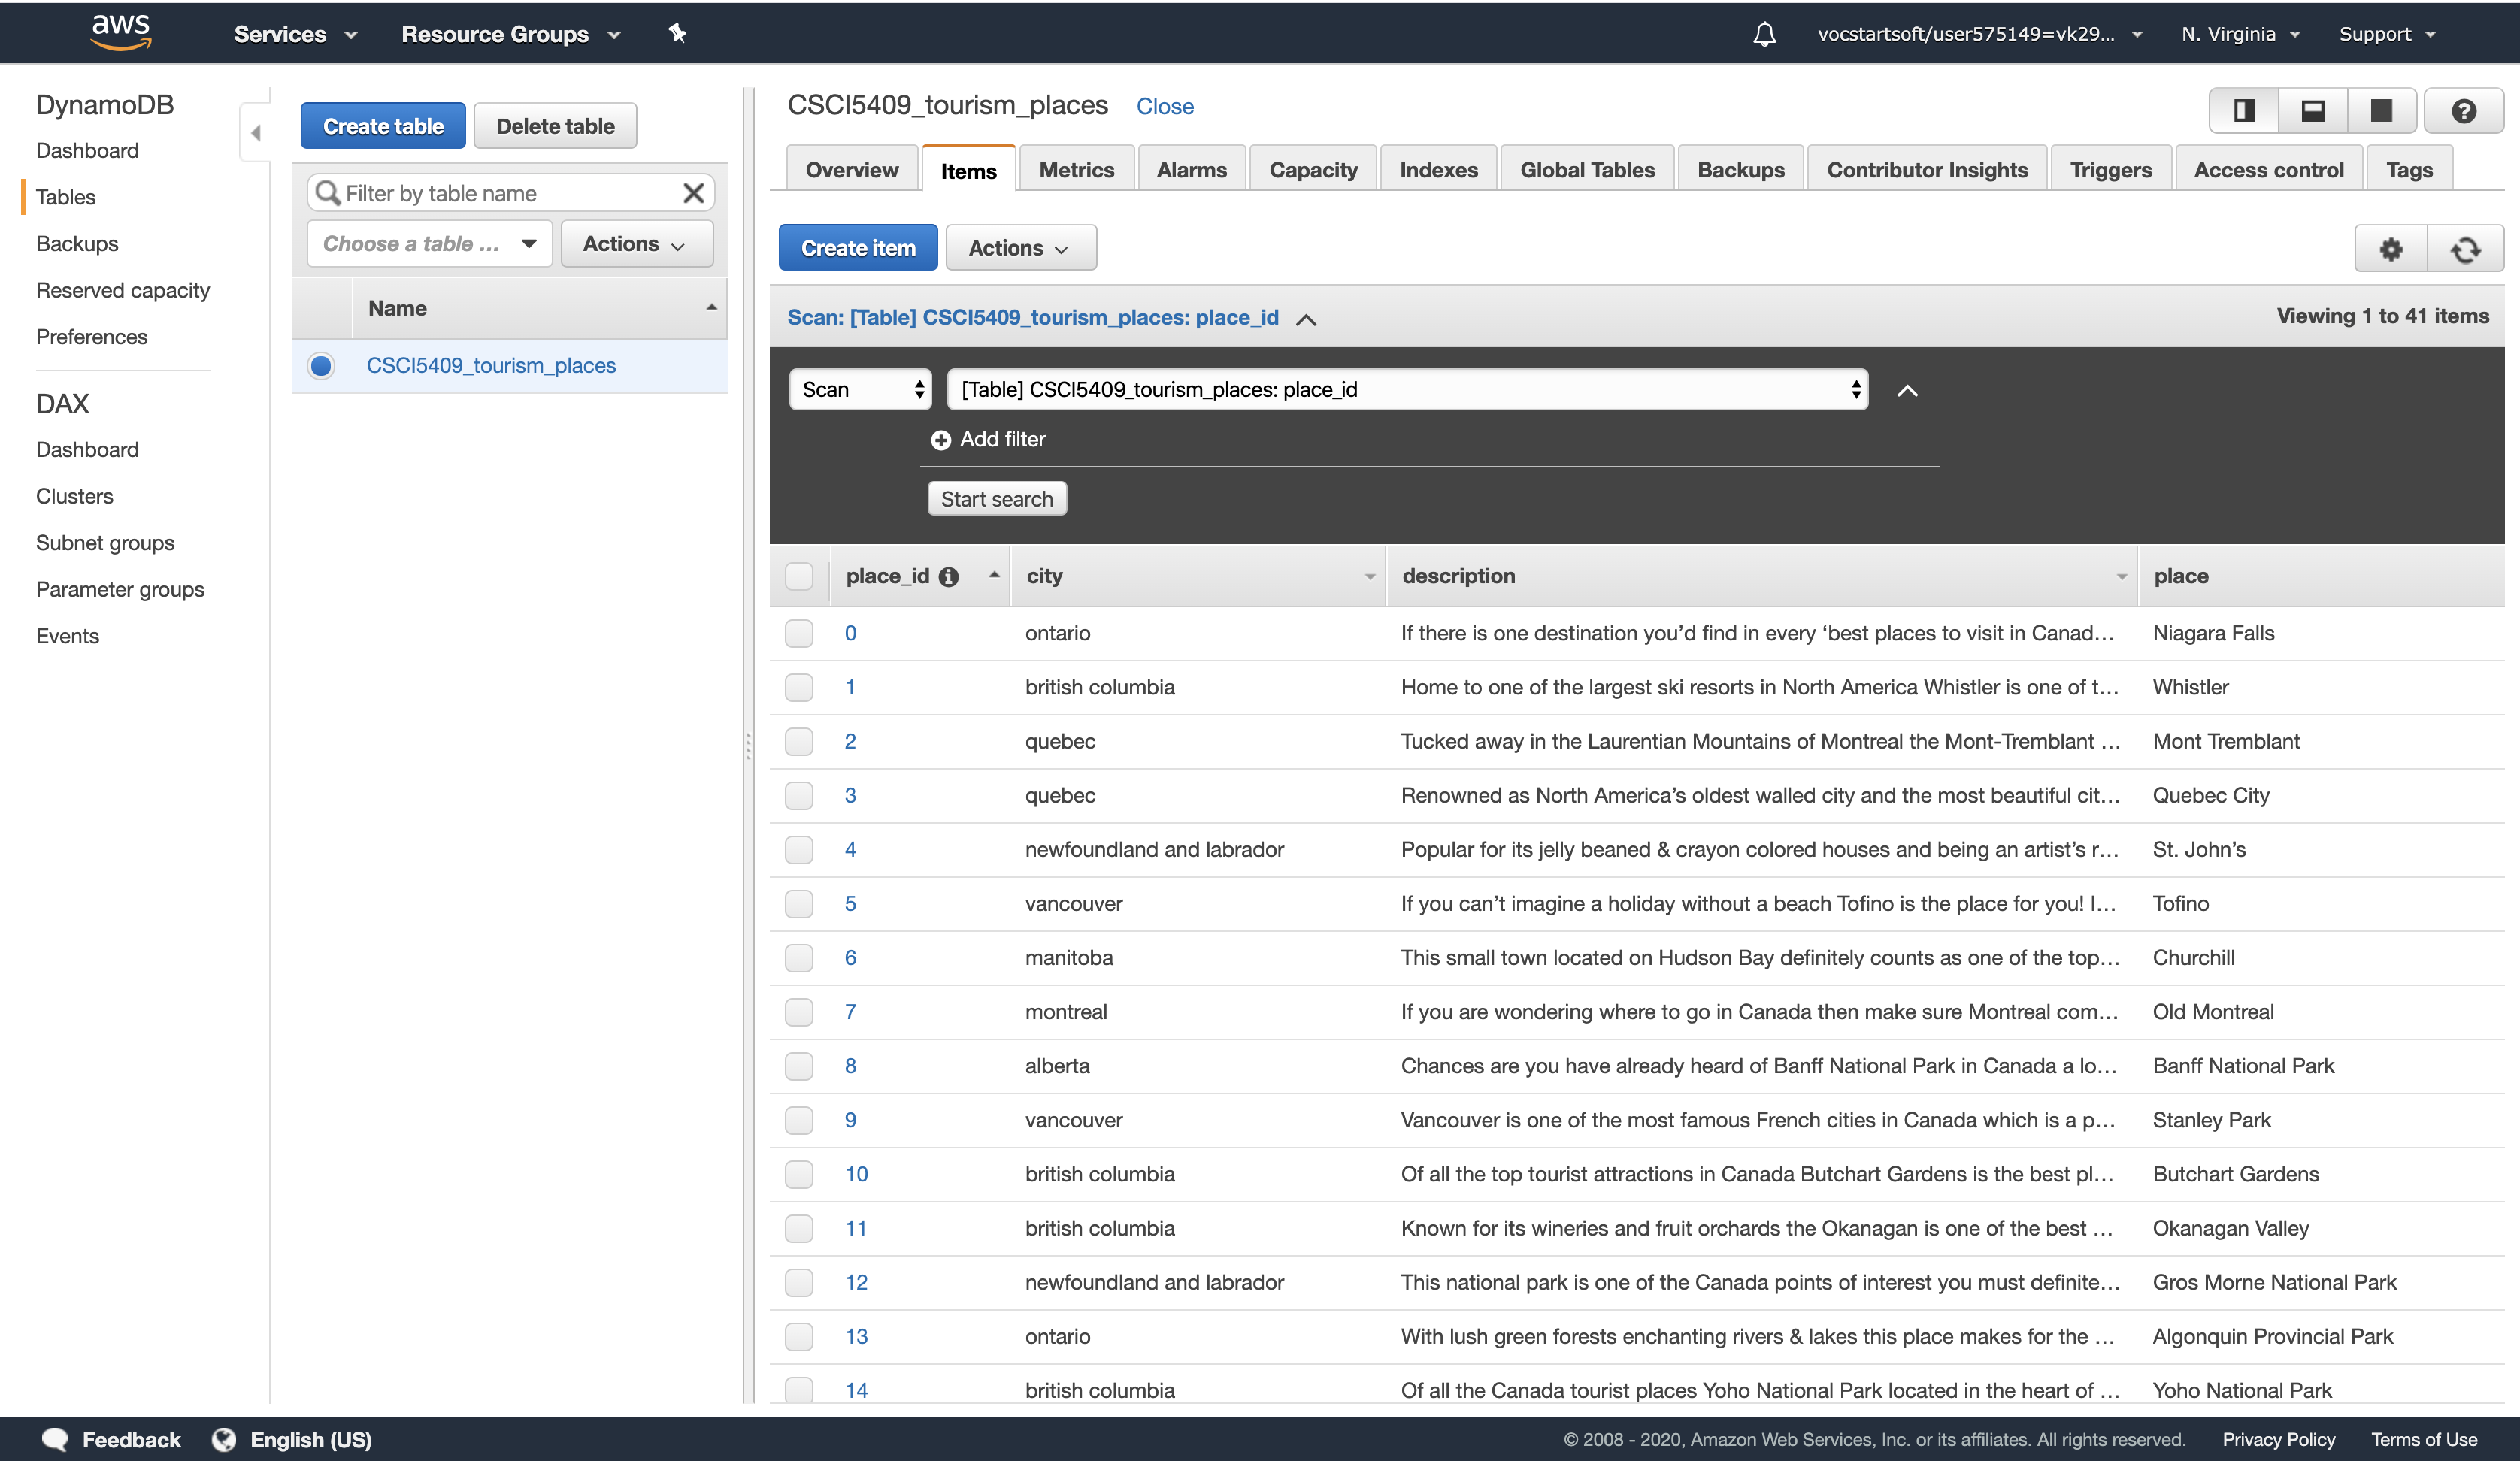 aws Services Resource Groups vocstartsoft/user575149=vk29... N. Virginia Support
DynamoDB
Dashboard
Tables
Backups
Reserved capacity
Preferences
DAX
Dashboard
Clusters
Subnet groups
Parameter groups
Events
Create table Delete table
Filter by table name
Choose a table ... Actions
Name
CSCI5409_tourism_places
CSCI5409_tourism_places Close
Overview Items Metrics Alarms Capacity Indexes Global Tables Backups Contributor Insights Triggers Access control Tags
Create item Actions
Scan: [Table] CSCI5409_tourism_places: place_id Viewing 1 to 41 items
Scan [Table] CSCI5409_tourism_places: place_id
Add filter
Start search
place_id city description place
0 ontario If there is one destination you’d find in every ‘best places to visit in Canad... Niagara Falls
1 british columbia Home to one of the largest ski resorts in North America Whistler is one of t... Whistler
2 quebec Tucked away in the Laurentian Mountains of Montreal the Mont-Tremblant ... Mont Tremblant
3 quebec Renowned as North America’s oldest walled city and the most beautiful cit... Quebec City
4 newfoundland and labrador Popular for its jelly beaned & crayon colored houses and being an artist’s r... St. John’s
5 vancouver If you can’t imagine a holiday without a beach Tofino is the place for you! I... Tofino
6 manitoba This small town located on Hudson Bay definitely counts as one of the top... Churchill
7 montreal If you are wondering where to go in Canada then make sure Montreal com... Old Montreal
8 alberta Chances are you have already heard of Banff National Park in Canada a lo... Banff National Park
9 vancouver Vancouver is one of the most famous French cities in Canada which is a p... Stanley Park
10 british columbia Of all the top tourist attractions in Canada Butchart Gardens is the best pl... Butchart Gardens
11 british columbia Known for its wineries and fruit orchards the Okanagan is one of the best ... Okanagan Valley
12 newfoundland and labrador This national park is one of the Canada points of interest you must definite... Gros Morne National Park
13 ontario With lush green forests enchanting rivers & lakes this place makes for the ... Algonquin Provincial Park
14 british columbia Of all the Canada tourist places Yoho National Park located in the heart of ... Yoho National Park
Feedback English (US) © 2008 - 2020, Amazon Web Services, Inc. or its affiliates. All rights reserved. Privacy Policy Terms of Use